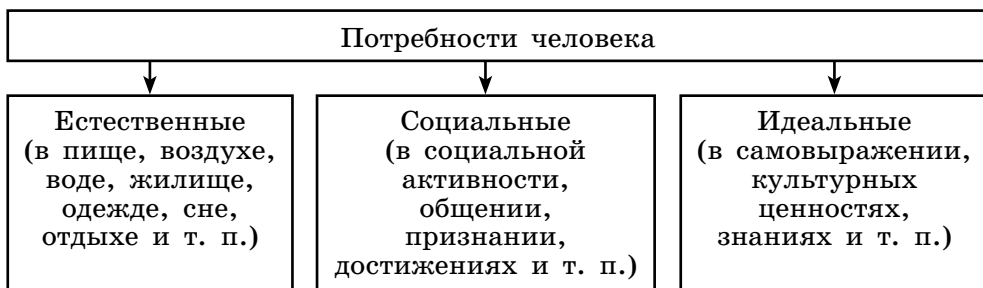 Потребности человека
Естественные
(в пище, воздухе,
воде, жилище,
одежде, сне,
отдыхе и т. п.)
Социальные
(в социальной
активности,
общении,
признании,
достижениях и т. п.)
Идеальные
(в самовыражении,
культурных
ценностях,
знаниях и т. п.)